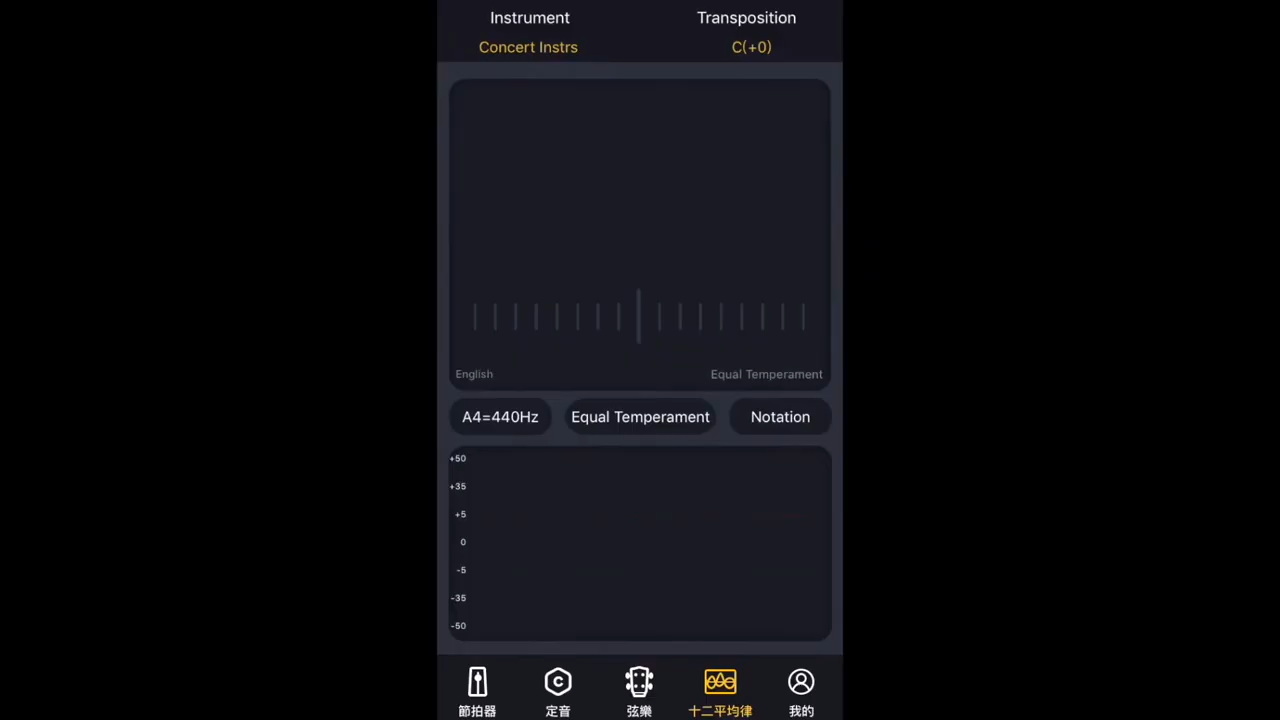 Instrument Transposition
Concert Instrs C(+0)
English Equal Temperament
A4=440Hz Equal Temperament Notation
+50
+35
+5
0
-5
-35
-50
C
節拍器 定音 弦樂 十二平均律 我的